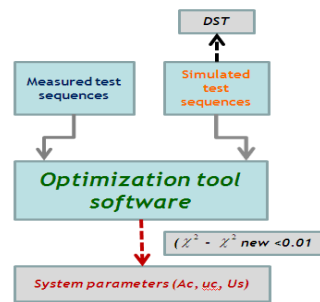 DST
Measured test
sequences
Simulated
test
sequences
Optimization tool
software
(χ² - χ² new <0.01
System parameters (Ac, uc, Us)